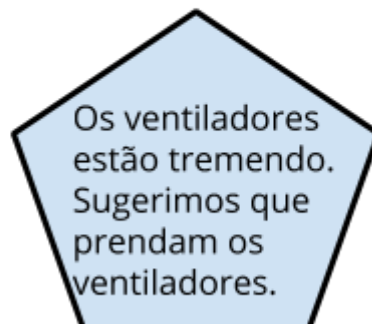 Os ventiladores
estão tremendo.
Sugerimos que
prendam os
ventiladores.